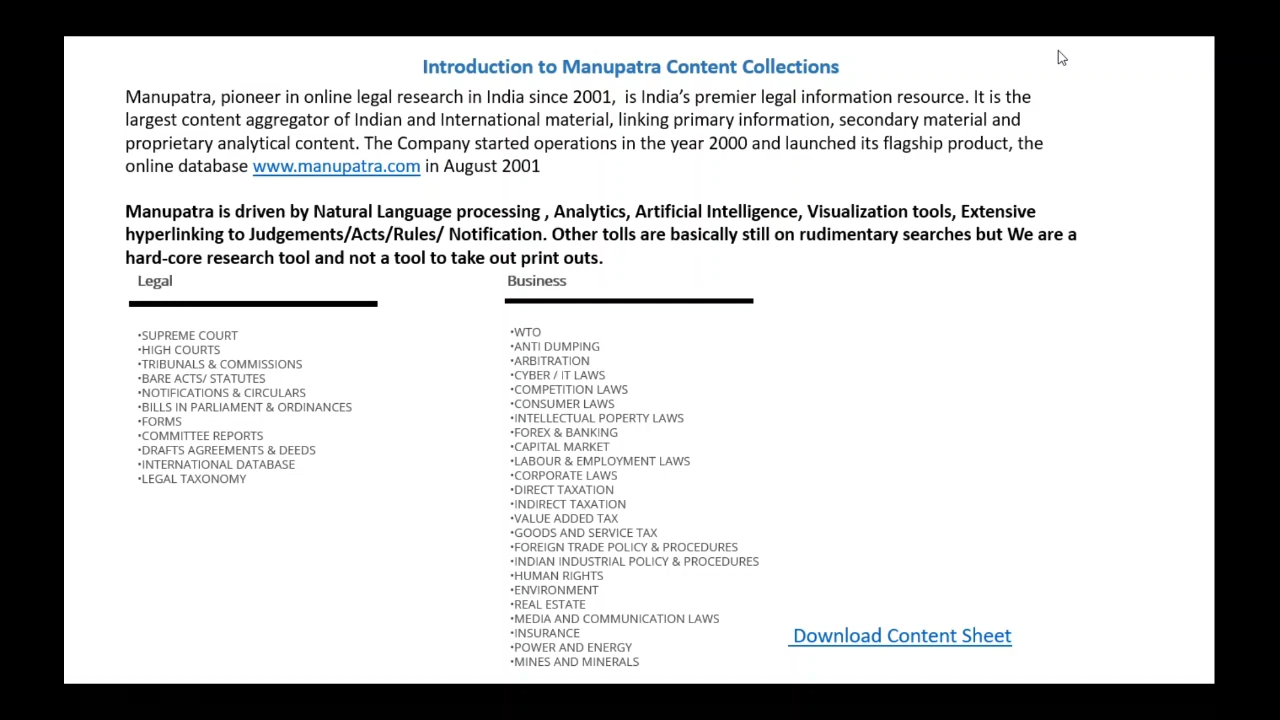 Introduction to Manupatra Content Collections
Manupatra, pioneer in online legal research in India since 2001,  is India’s premier legal information resource. It is the
largest content aggregator of Indian and International material, linking primary information, secondary material and
proprietary analytical content. The Company started operations in the year 2000 and launched its flagship product, the
online database www.manupatra.com in August 2001
Manupatra is driven by Natural Language processing , Analytics, Artificial Intelligence, Visualization tools, Extensive
hyperlinking to Judgements/Acts/Rules/ Notification. Other tolls are basically still on rudimentary searches but We are a
hard-core research tool and not a tool to take out print outs.
Legal
•SUPREME COURT
•HIGH COURTS
•TRIBUNALS & COMMISSIONS
•BARE ACTS/ STATUTES
•NOTIFICATIONS & CIRCULARS
•BILLS IN PARLIAMENT & ORDINANCES
•FORMS
•COMMITTEE REPORTS
•DRAFTS AGREEMENTS & DEEDS
•INTERNATIONAL DATABASE
•LEGAL TAXONOMY
Business
•WTO
•ANTI DUMPING
•ARBITRATION
•CYBER / IT LAWS
•COMPETITION LAWS
•CONSUMER LAWS
•INTELLECTUAL POPERTY LAWS
•FOREX & BANKING
•CAPITAL MARKET
•LABOUR & EMPLOYMENT LAWS
•CORPORATE LAWS
•DIRECT TAXATION
•INDIRECT TAXATION
•VALUE ADDED TAX
•GOODS AND SERVICE TAX
•FOREIGN TRADE POLICY & PROCEDURES
•INDIAN INDUSTRIAL POLICY & PROCEDURES
•HUMAN RIGHTS
•ENVIRONMENT
•REAL ESTATE
•MEDIA AND COMMUNICATION LAWS
•INSURANCE
•POWER AND ENERGY
•MINES AND MINERALS
Download Content Sheet